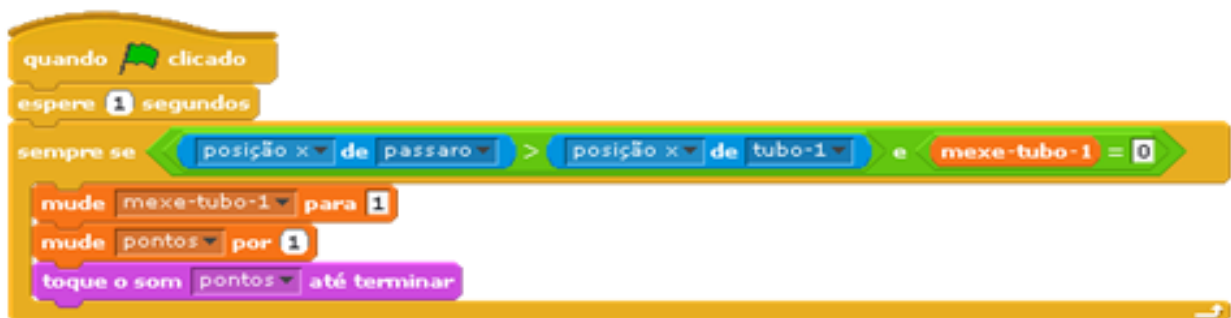 quando clicado
espere 1 segundos
sempre se posição x de passaro > posição x de tubo-1 e mexe-tubo-1 = 0
mude mexe-tubo-1 para 1
mude pontos por 1
toque o som pontos até terminar